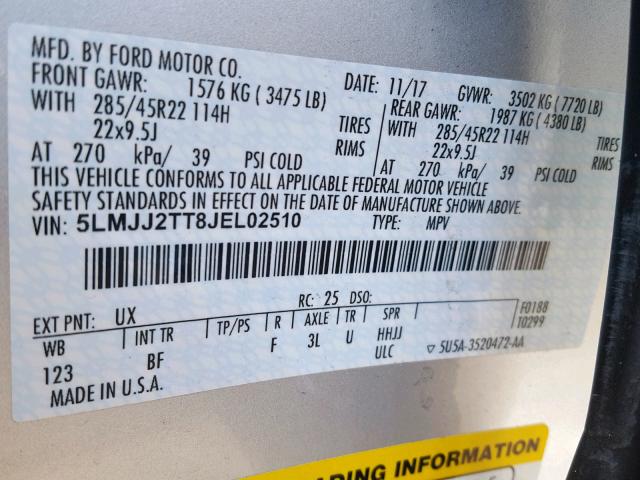 MFD. BY FORD MOTOR CO.
DATE: 11/17 GVWR: 3502 KG ( 7720 LB)
FRONT GAWR: 1576 KG ( 3475 LB) REAR GAWR: 1987 KG ( 4380 LB)
WITH 285/45R22 114H TIRES WITH 285/45R22 114H TIRES
22x9.5J RIMS 22x9.5J RIMS
AT 270 kPa/ 39 PSI COLD AT 270 kPa/ 39 PSI COLD
THIS VEHICLE CONFORMS TO ALL APPLICABLE FEDERAL MOTOR VEHICLE
SAFETY STANDARDS IN EFFECT ON THE DATE OF MANUFACTURE SHOWN ABOVE.
VIN: 5LMJJ2TT8JEL02510 TYPE: MPV
EXT PNT: UX RC: 25 DSO: F0188
WB INT TR TP/PS R AXLE TR SPR T0299
123 BF F 3L U HHJJ
ULC 5U5A-3520472-AA
MADE IN U.S.A.
ADING INFORMATION